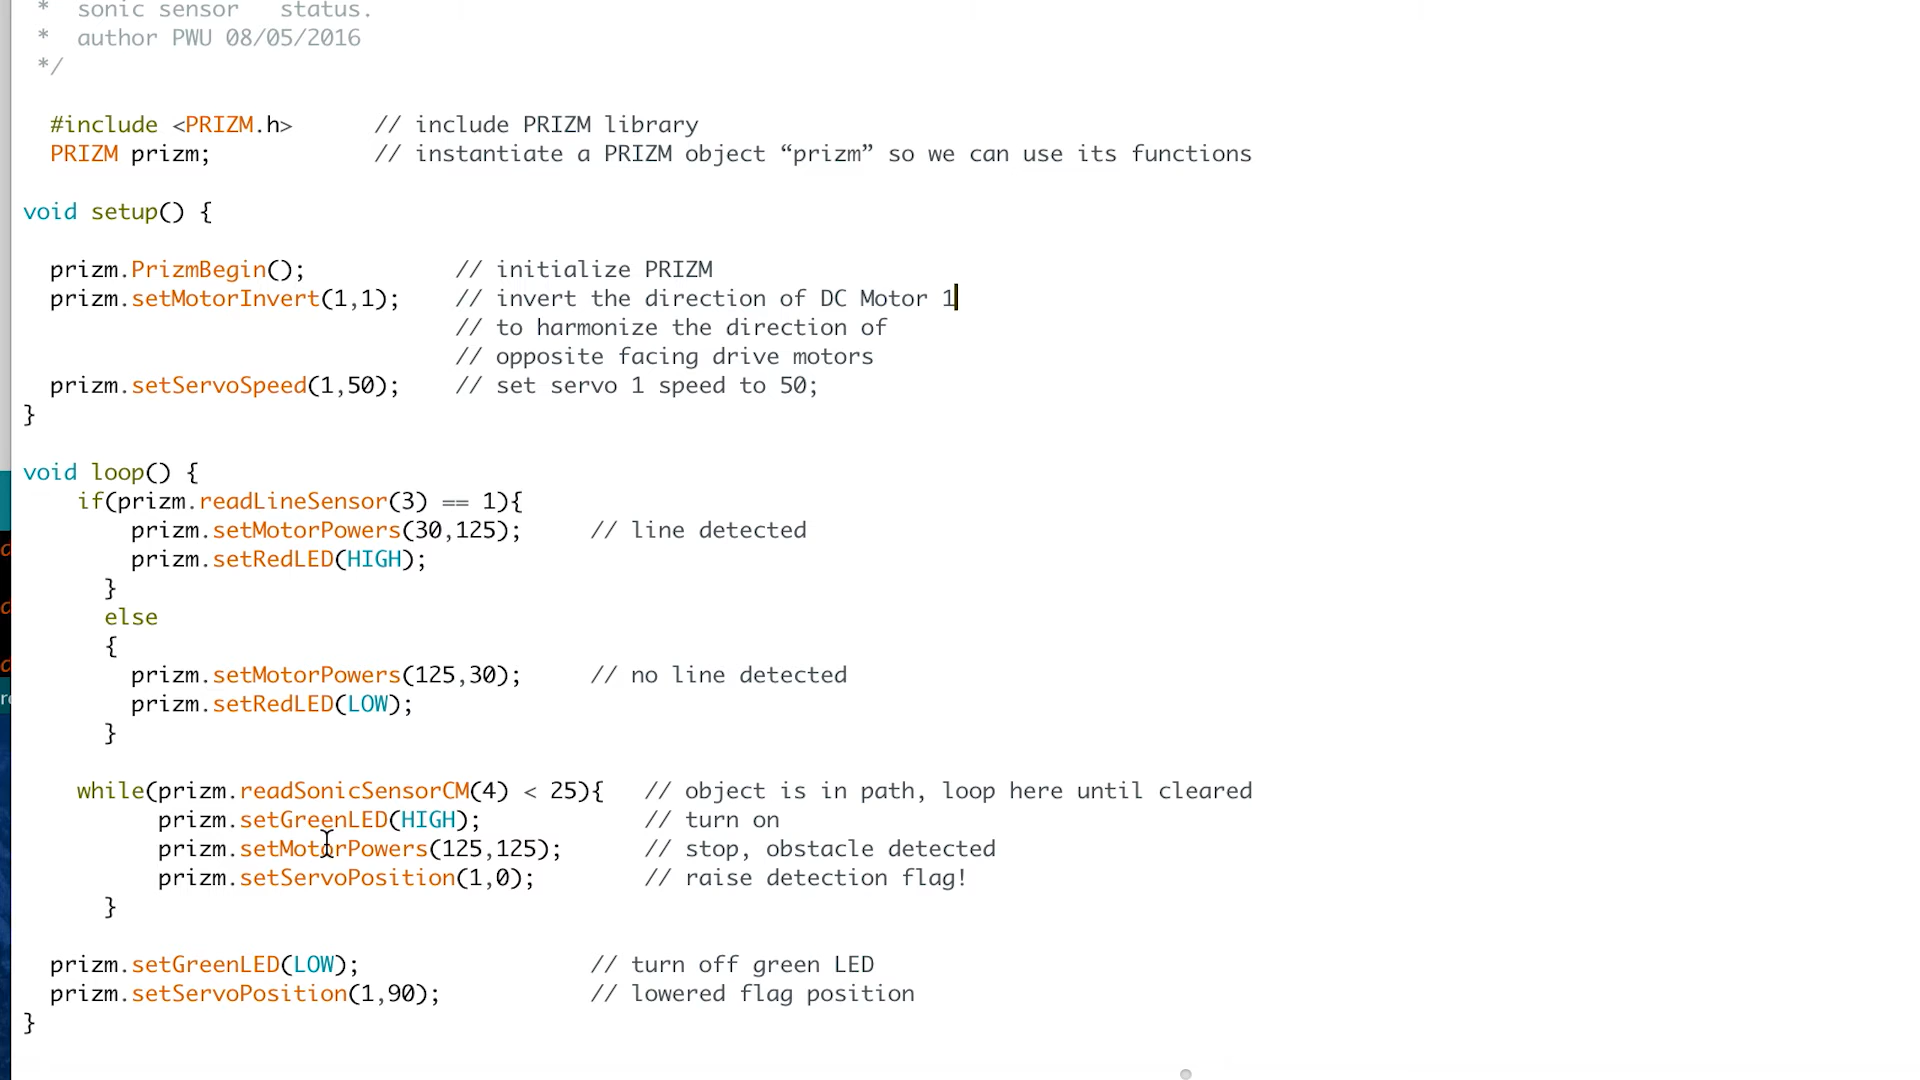 * sonic sensor status.
* author PWU 08/05/2016
*/
#include <PRIZM.h> // include PRIZM library
PRIZM prizm; // instantiate a PRIZM object “prizm” so we can use its functions
void setup() {
prizm.PrizmBegin(); // initialize PRIZM
prizm.setMotorInvert(1,1); // invert the direction of DC Motor 1
// to harmonize the direction of
// opposite facing drive motors
prizm.setServoSpeed(1,50); // set servo 1 speed to 50;
}
void loop() {
if(prizm.readLineSensor(3) == 1){
prizm.setMotorPowers(30,125); // line detected
prizm.setRedLED(HIGH);
}
else
{
prizm.setMotorPowers(125,30); // no line detected
prizm.setRedLED(LOW);
}
while(prizm.readSonicSensorCM(4) < 25){ // object is in path, loop here until cleared
prizm.setGreenLED(HIGH); // turn on
prizm.setMotorPowers(125,125); // stop, obstacle detected
prizm.setServoPosition(1,0); // raise detection flag!
}
prizm.setGreenLED(LOW); // turn off green LED
prizm.setServoPosition(1,90); // lowered flag position
}